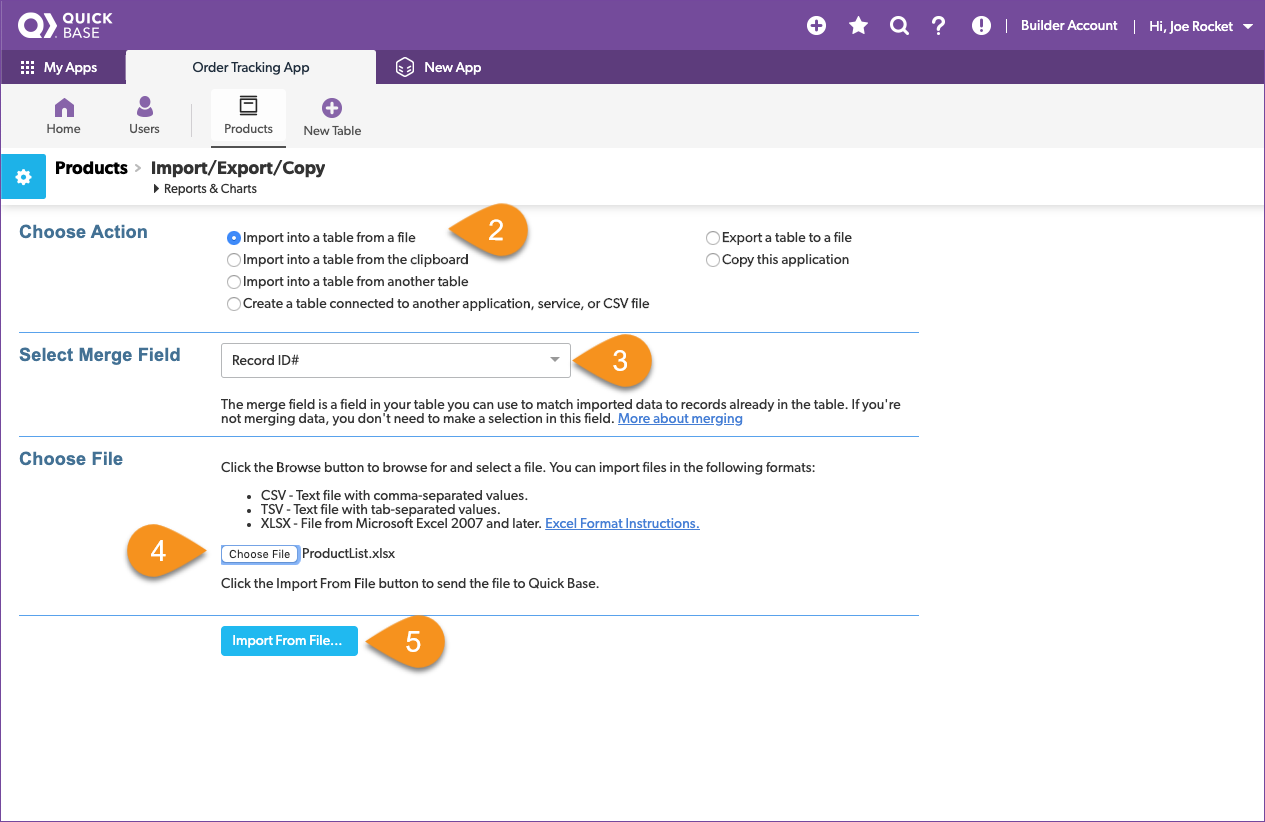 QUICK
BASE
Builder Account
Hi, Joe Rocket
My Apps
Order Tracking App
New App
Home
Users
Products
New Table
Products > Import/Export/Copy
Reports & Charts
Choose Action
Import into a table from a file
2
Export a table to a file
Import into a table from the clipboard
Copy this application
Import into a table from another table
Create a table connected to another application, service, or CSV file
Select Merge Field
Record ID#
3
The merge field is a field in your table you can use to match imported data to records already in the table. If you're
not merging data, you don't need to make a selection in this field. More about merging
Choose File
Click the Browse button to browse for and select a file. You can import files in the following formats:
• CSV - Text file with comma-separated values.
• TSV - Text file with tab-separated values.
• XLSX - File from Microsoft Excel 2007 and later. Excel Format Instructions.
4
Choose File ProductList.xlsx
Click the Import From File button to send the file to Quick Base.
Import From File...
5